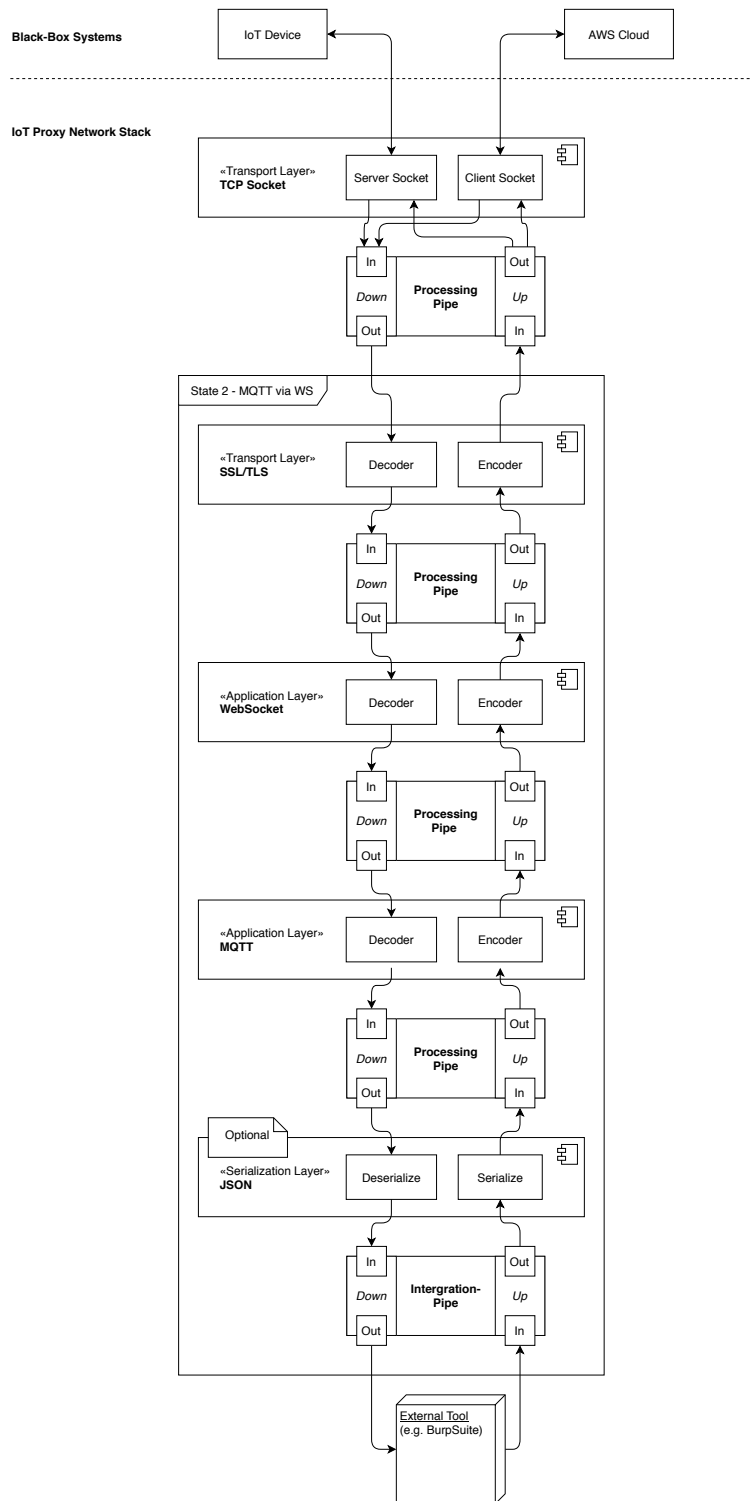 Black-Box Systems
IoT Device
AWS Cloud
IoT Proxy Network Stack
«Transport Layer»
TCP Socket
Server Socket
Client Socket
In
Out
Down
Processing
Pipe
Up
Out
In
State 2 - MQTT via WS
«Transport Layer»
SSL/TLS
Decoder
Encoder
In
Out
Down
Processing
Pipe
Up
Out
In
«Application Layer»
WebSocket
Decoder
Encoder
In
Out
Down
Processing
Pipe
Up
Out
In
«Application Layer»
MQTT
Decoder
Encoder
In
Out
Down
Processing
Pipe
Up
Out
In
Optional
«Serialization Layer»
JSON
Deserialize
Serialize
In
Out
Down
Intergration-
Pipe
Up
Out
In
External Tool
(e.g. BurpSuite)